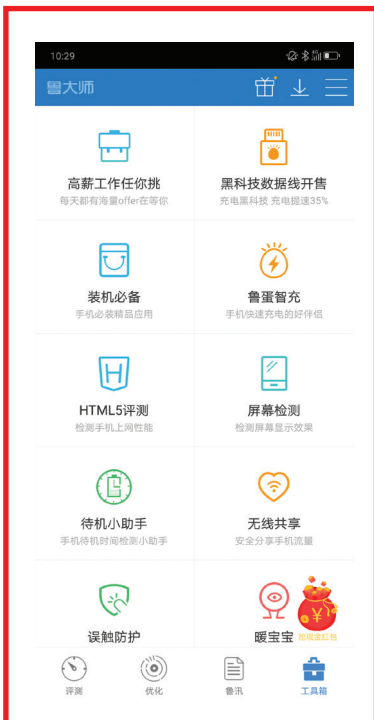 10:29
鲁大师
高薪工作任你挑
每天都有海量offer在等你
黑科技数据线开售
充电黑科技 充电提速35%
装机必备
手机必装精品应用
鲁蛋智充
手机快速充电的好伴侣
HTML5评测
检测手机上网性能
屏幕检测
检测屏幕显示效果
待机小助手
手机待机时间检测小助手
无线共享
安全分享手机流量
误触防护
暖宝宝
抢现金红包
评测
优化
鲁讯
工具箱